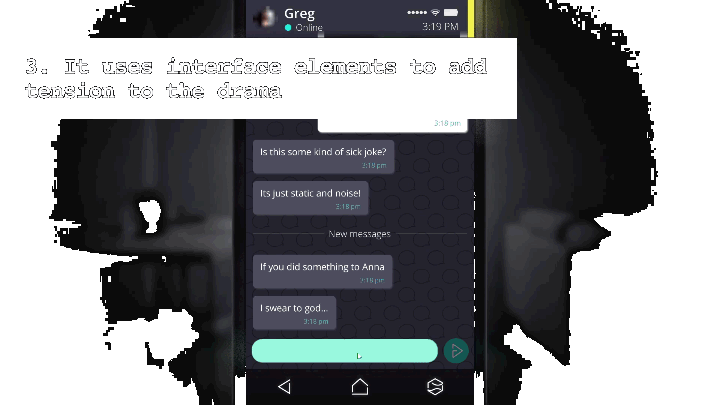 Greg
Online
3:19 PM
3. It uses interface elements to add
tension to the drama
3:18 pm
Is this some kind of sick joke?
3:18 pm
Its just static and noise!
3:18 pm
New messages
If you did something to Anna
3:18 pm
I swear to god...
3:18 pm